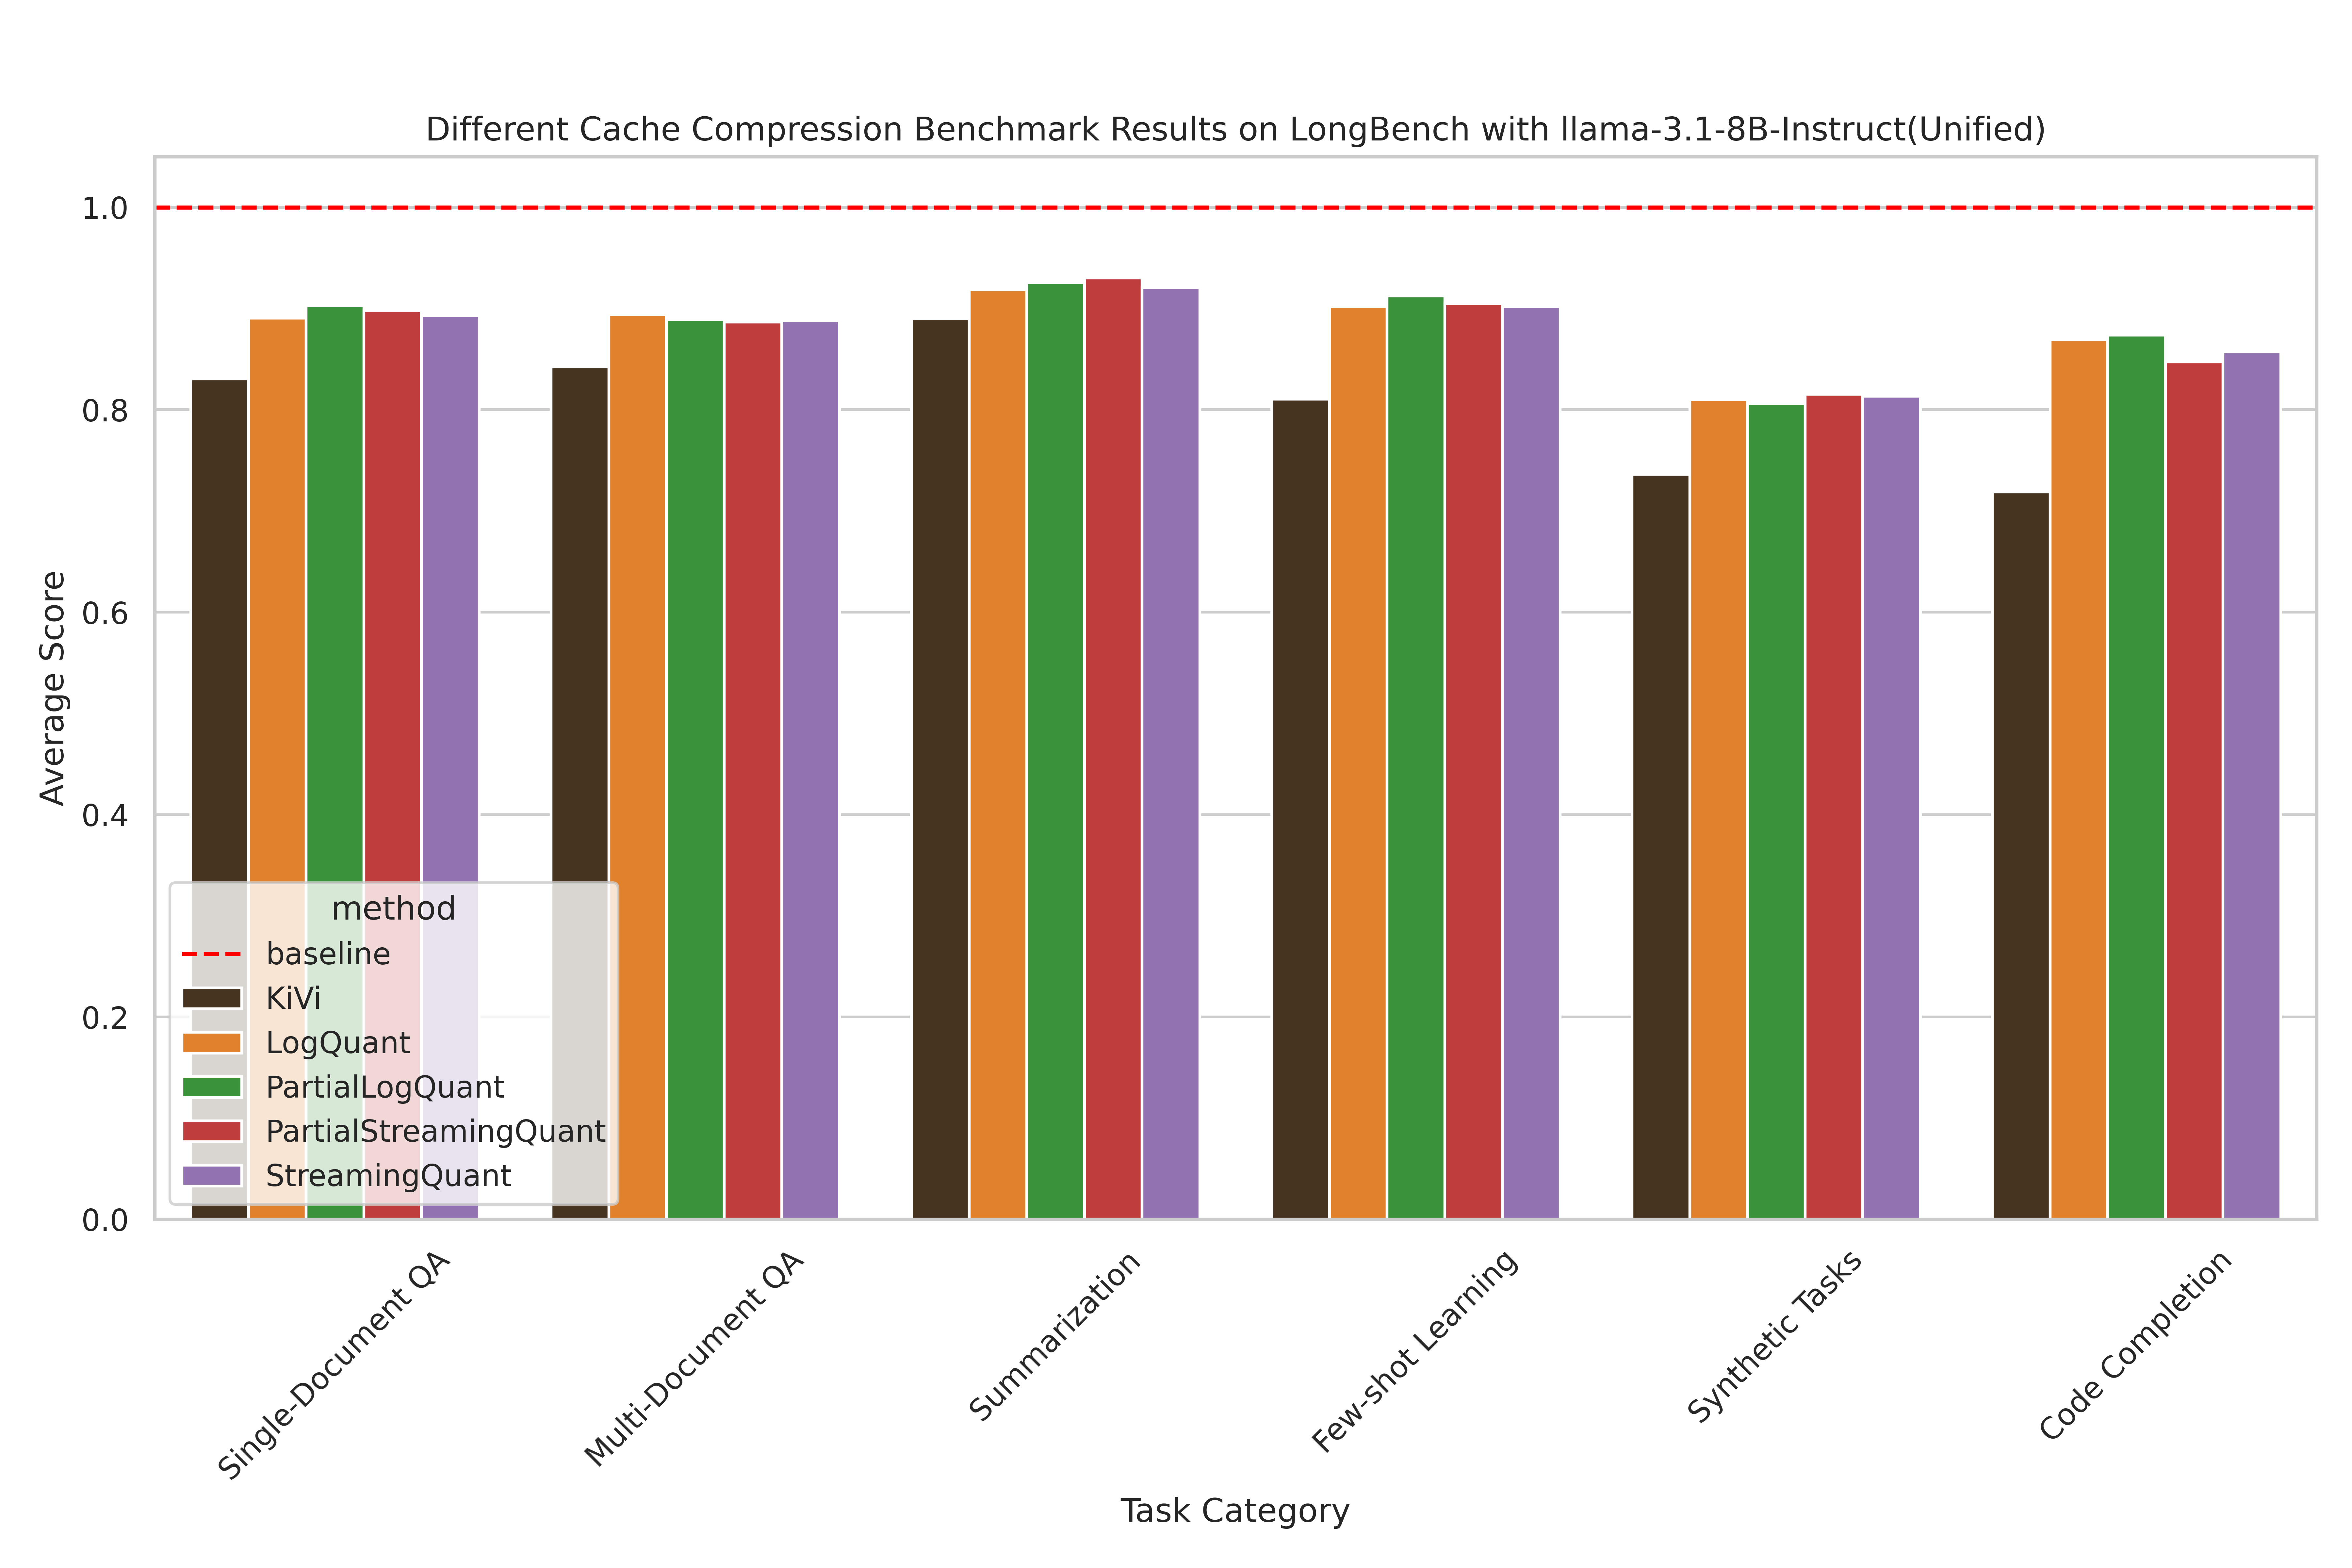 Different Cache Compression Benchmark Results on LongBench with llama-3.1-8B-Instruct(Unified)
1.0
0.8
0.6
0.4
0.2
0.0
Average Score
method
baseline
KiVi
LogQuant
PartialLogQuant
PartialStreamingQuant
StreamingQuant
Single-Document QA
Multi-Document QA
Summarization
Few-shot Learning
Synthetic Tasks
Code Completion
Task Category